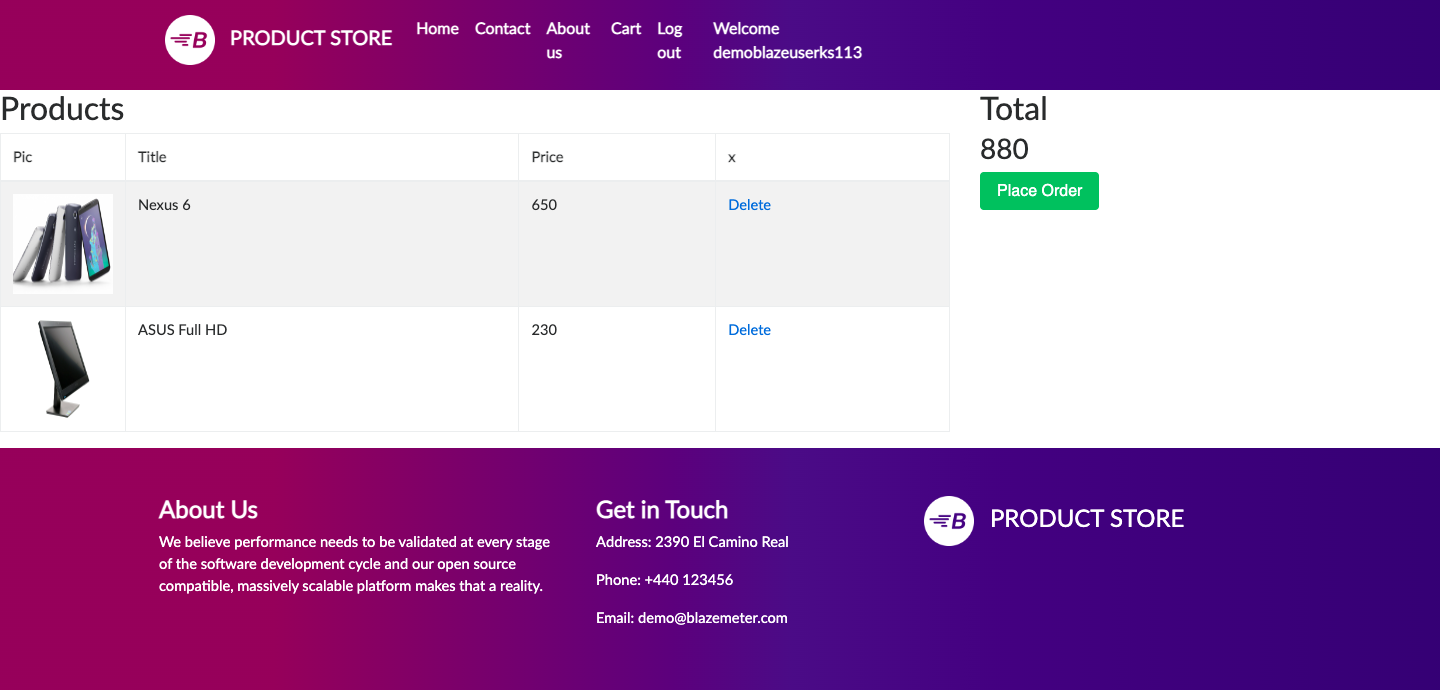 B PRODUCT STORE Home Contact About us Cart Log out Welcome demoblazeuserks113
Products
Pic Title Price x
Nexus 6 650 Delete
ASUS Full HD 230 Delete
Total
880
Place Order
About Us
We believe performance needs to be validated at every stage
of the software development cycle and our open source
compatible, massively scalable platform makes that a reality.
Get in Touch
Address: 2390 El Camino Real
Phone: +440 123456
Email: demo@blazemeter.com
B PRODUCT STORE